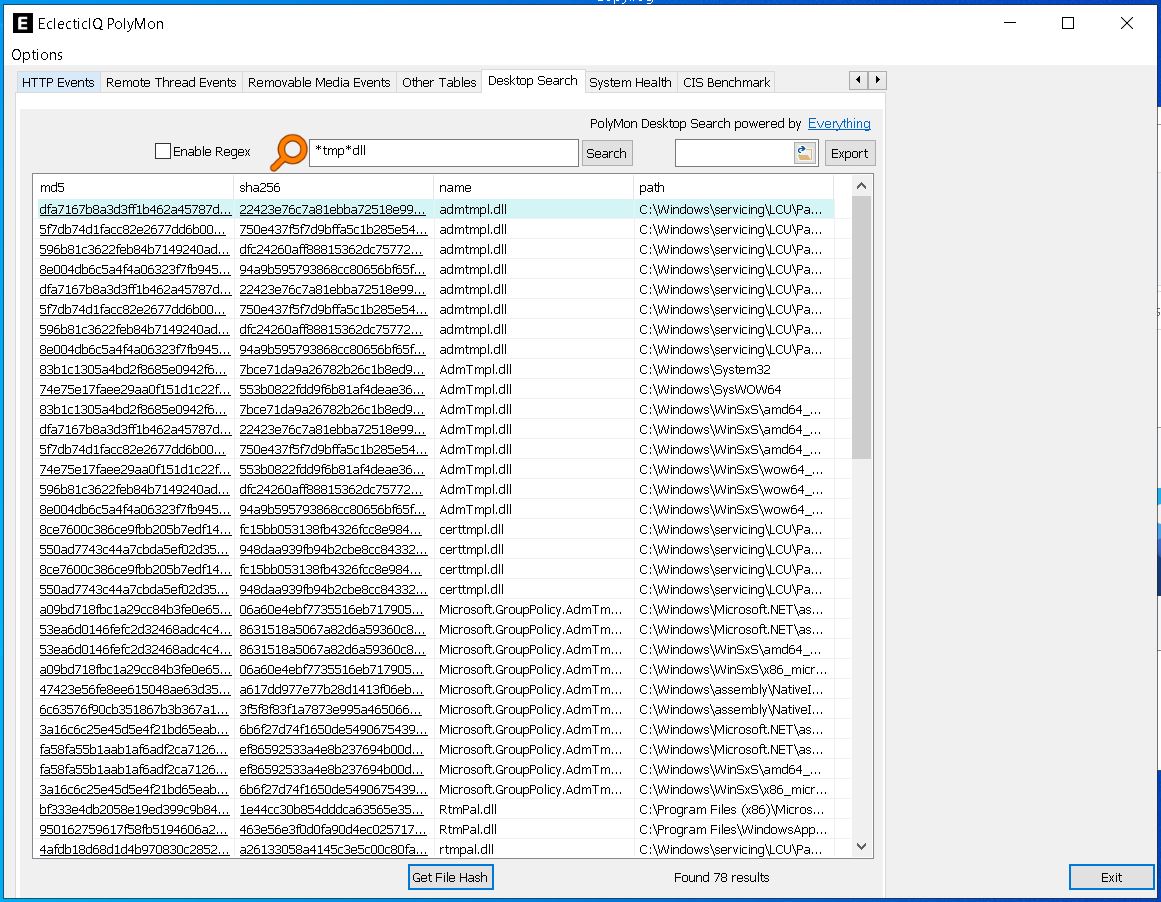 EclecticIQ PolyMon
Options
HTTP Events Remote Thread Events Removable Media Events Other Tables Desktop Search System Health CIS Benchmark
PolyMon Desktop Search powered by Everything
Enable Regex *tmp*dll Search Export
md5 sha256 name path
dfa7167b8a3d3ff1b462a45787d... 22423e76c7a81ebba72518e99... admtmpl.dll C:\Windows\servicing\LCU\Pa...
5f7db74d1facc82e2677dd6b00... 750e437f5f7d9bffa5c1b285e54... admtmpl.dll C:\Windows\servicing\LCU\Pa...
596b81c3622feb84b7149240ad... dfc24260aff88815362dc75772... admtmpl.dll C:\Windows\servicing\LCU\Pa...
8e004db6c5a4f4a06323f7fb945... 94a9b595793868cc80656bf65f... admtmpl.dll C:\Windows\servicing\LCU\Pa...
dfa7167b8a3d3ff1b462a45787d... 22423e76c7a81ebba72518e99... admtmpl.dll C:\Windows\servicing\LCU\Pa...
5f7db74d1facc82e2677dd6b00... 750e437f5f7d9bffa5c1b285e54... admtmpl.dll C:\Windows\servicing\LCU\Pa...
596b81c3622feb84b7149240ad... dfc24260aff88815362dc75772... admtmpl.dll C:\Windows\servicing\LCU\Pa...
8e004db6c5a4f4a06323f7fb945... 94a9b595793868cc80656bf65f... admtmpl.dll C:\Windows\servicing\LCU\Pa...
83b1c1305a4bd2f8685e0942f6... 7bce71da9a26782b26c1b8ed9... AdmTmpl.dll C:\Windows\System32
74e75e17faee29aa0f151d1c22f... 553b0822fdd9f6b81af4deae36... AdmTmpl.dll C:\Windows\SysWOW64
83b1c1305a4bd2f8685e0942f6... 7bce71da9a26782b26c1b8ed9... AdmTmpl.dll C:\Windows\WinSxS\amd64_...
dfa7167b8a3d3ff1b462a45787d... 22423e76c7a81ebba72518e99... AdmTmpl.dll C:\Windows\WinSxS\amd64_...
5f7db74d1facc82e2677dd6b00... 750e437f5f7d9bffa5c1b285e54... AdmTmpl.dll C:\Windows\WinSxS\amd64_...
74e75e17faee29aa0f151d1c22f... 553b0822fdd9f6b81af4deae36... AdmTmpl.dll C:\Windows\WinSxS\wow64_...
596b81c3622feb84b7149240ad... dfc24260aff88815362dc75772... AdmTmpl.dll C:\Windows\WinSxS\wow64_...
8e004db6c5a4f4a06323f7fb945... 94a9b595793868cc80656bf65f... AdmTmpl.dll C:\Windows\WinSxS\wow64_...
8ce7600c386ce9fbb205b7edf14... fc15bb053138fb4326fcc8e984... certtmpl.dll C:\Windows\servicing\LCU\Pa...
550ad7743c44a7cbda5ef02d35... 948daa939fb94b2cbe8cc84332... certtmpl.dll C:\Windows\servicing\LCU\Pa...
8ce7600c386ce9fbb205b7edf14... fc15bb053138fb4326fcc8e984... certtmpl.dll C:\Windows\servicing\LCU\Pa...
550ad7743c44a7cbda5ef02d35... 948daa939fb94b2cbe8cc84332... certtmpl.dll C:\Windows\servicing\LCU\Pa...
a09bd718fbc1a29cc84b3fe0e65... 06a60e4ebf7735516eb717905... Microsoft.GroupPolicy.AdmTm... C:\Windows\Microsoft.NET\as...
53ea6d0146fefc2d32468adc4c4... 8631518a5067a82d6a59360c8... Microsoft.GroupPolicy.AdmTm... C:\Windows\Microsoft.NET\as...
53ea6d0146fefc2d32468adc4c4... 8631518a5067a82d6a59360c8... Microsoft.GroupPolicy.AdmTm... C:\Windows\WinSxS\amd64_...
a09bd718fbc1a29cc84b3fe0e65... 06a60e4ebf7735516eb717905... Microsoft.GroupPolicy.AdmTm... C:\Windows\WinSxS\x86_micr...
47423e56fe8ee615048ae63d35... a617dd977e77b28d1413f06eb... Microsoft.GroupPolicy.AdmTm... C:\Windows\assembly\NativeI...
6c63576f90cb351867b3b367a1... 3f5f8f83f1a7873e995a465066... Microsoft.GroupPolicy.AdmTm... C:\Windows\assembly\NativeI...
3a16c6c25e45d5e4f21bd65eab... 6b6f27d74f1650de5490675439... Microsoft.GroupPolicy.AdmTm... C:\Windows\Microsoft.NET\as...
fa58fa55b1aab1af6adf2ca7126... ef86592533a4e8b237694b00d... Microsoft.GroupPolicy.AdmTm... C:\Windows\Microsoft.NET\as...
fa58fa55b1aab1af6adf2ca7126... ef86592533a4e8b237694b00d... Microsoft.GroupPolicy.AdmTm... C:\Windows\WinSxS\amd64_...
3a16c6c25e45d5e4f21bd65eab... 6b6f27d74f1650de5490675439... Microsoft.GroupPolicy.AdmTm... C:\Windows\WinSxS\x86_micr...
bf333e4db2058e19ed399c9b84... 1e44cc30b854dddca63565e35... RtmPal.dll C:\Program Files (x86)\Micros...
950162759617f58fb5194606a2... 463e56e3f0d0fa90d4ec025717... RtmPal.dll C:\Program Files\WindowsApp...
4afdb18d68d1d4b970830c2852... a26133058a4145c3e5c00c80fa... rtmpal.dll C:\Windows\servicing\LCU\Pa...
Get File Hash Found 78 results Exit